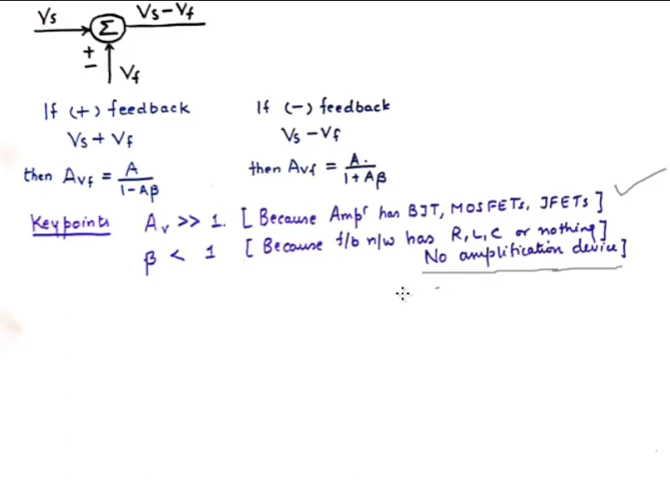 Vs Σ Vs-Vf
+
- Vf
If (+) feedback
Vs + Vf
then Avf = A / 1-Aβ
If (-) feedback
Vs - Vf
then Avf = A. / 1+Aβ
Keypoints Av >> 1. [Because Ampr has BJT, MOSFETs, JFETs]
β < 1 [Because f/b n/w has R, L, C or nothing]
No amplification device]